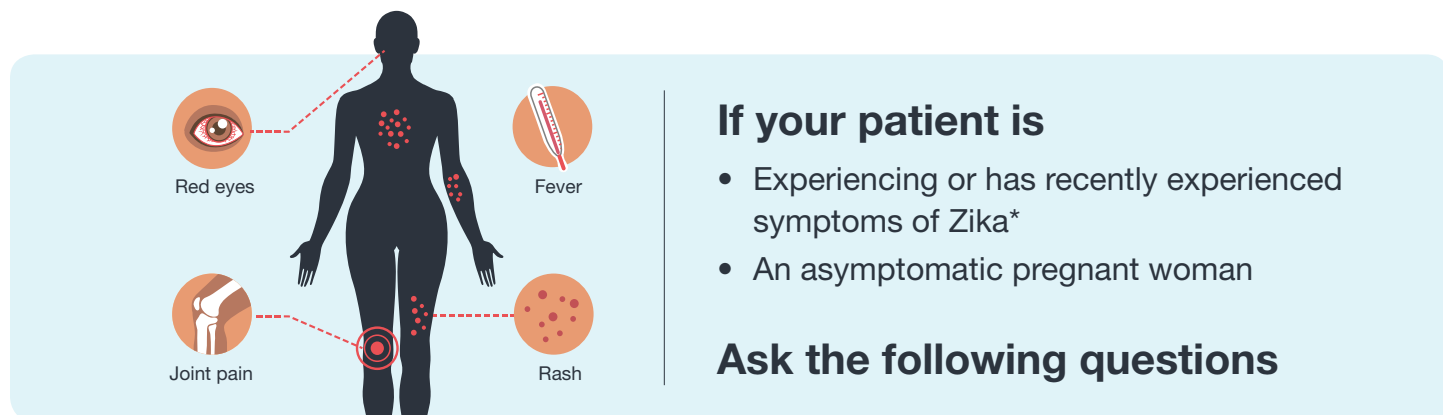 Red eyes
Fever
Joint pain
Rash
If your patient is
• Experiencing or has recently experienced
symptoms of Zika*
• An asymptomatic pregnant woman
Ask the following questions